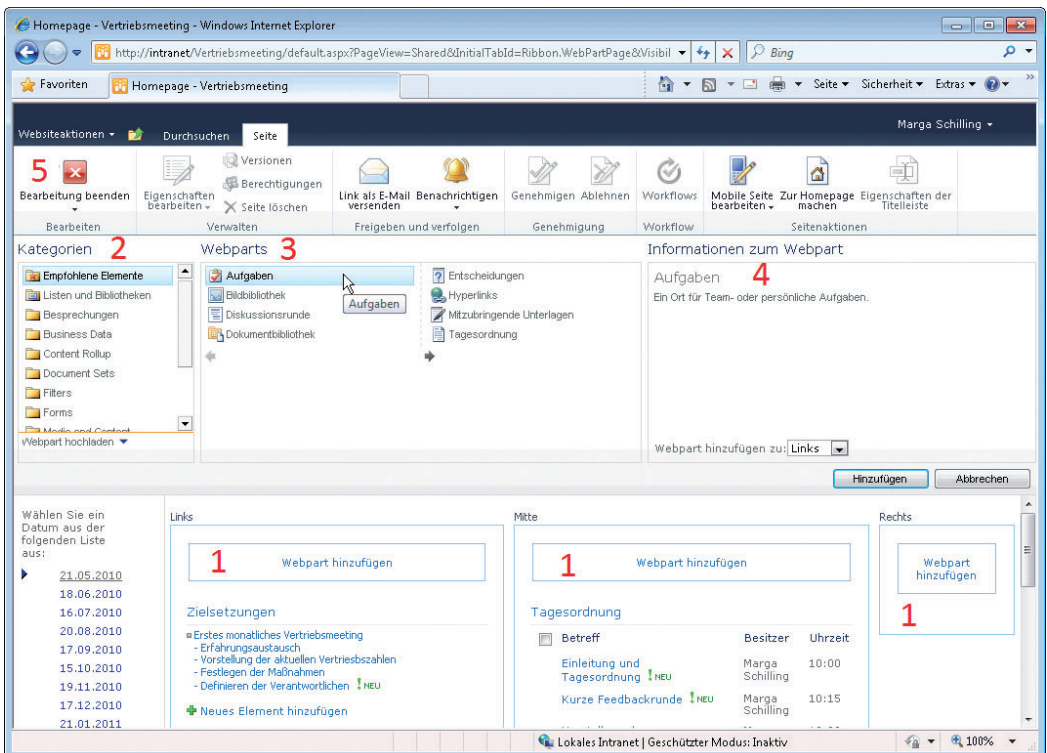 Homepage - Vertriebsmeeting - Windows Internet Explorer
http://intranet/Vertriebsmeeting/default.aspx?PageView=Shared&InitialTabId=Ribbon.WebPartPage&Visibil
Bing
Favoriten
Homepage - Vertriebsmeeting
Seite
Sicherheit
Extras
Marga Schilling
Websiteaktionen
Durchsuchen
Seite
5
Bearbeitung beenden
Eigenschaften bearbeiten
Versionen
Berechtigungen
Seite löschen
Link als E-Mail versenden
Benachrichtigen
Genehmigen
Ablehnen
Workflows
Mobile Seite bearbeiten
Zur Homepage machen
Eigenschaften der Titelleiste
Bearbeiten
Verwalten
Freigeben und verfolgen
Genehmigung
Workflow
Seitenaktionen
Kategorien 2
Empfohlene Elemente
Listen und Bibliotheken
Besprechungen
Business Data
Content Rollup
Document Sets
Filters
Forms
Media and Content
Webpart hochladen
Webparts 3
Aufgaben
Bildbibliothek
Diskussionsrunde
Dokumentbibliothek
Aufgaben
Entscheidungen
Hyperlinks
Mitzubringende Unterlagen
Tagesordnung
Informationen zum Webpart
4
Aufgaben
Ein Ort für Team- oder persönliche Aufgaben.
Webpart hinzufügen zu: Links
Hinzufügen
Abbrechen
Wählen Sie ein
Datum aus der
folgenden Liste
aus:
21.05.2010
18.06.2010
16.07.2010
20.08.2010
17.09.2010
15.10.2010
19.11.2010
17.12.2010
21.01.2011
Links
1
Webpart hinzufügen
Zielsetzungen
Erstes monatliches Vertriebsmeeting
- Erfahrungsaustausch
- Vorstellung der aktuellen Vertriesbszahlen
- Festlegen der Maßnahmen
- Definieren der Verantwortlichen ! NEU
Neues Element hinzufügen
Mitte
1
Webpart hinzufügen
Tagesordnung
Betreff Besitzer Uhrzeit
Einleitung und Tagesordnung ! NEU Marga Schilling 10:00
Kurze Feedbackrunde ! NEU Marga Schilling 10:15
Rechts
Webpart
hinzufügen
1
Lokales Intranet | Geschützter Modus: Inaktiv
100%